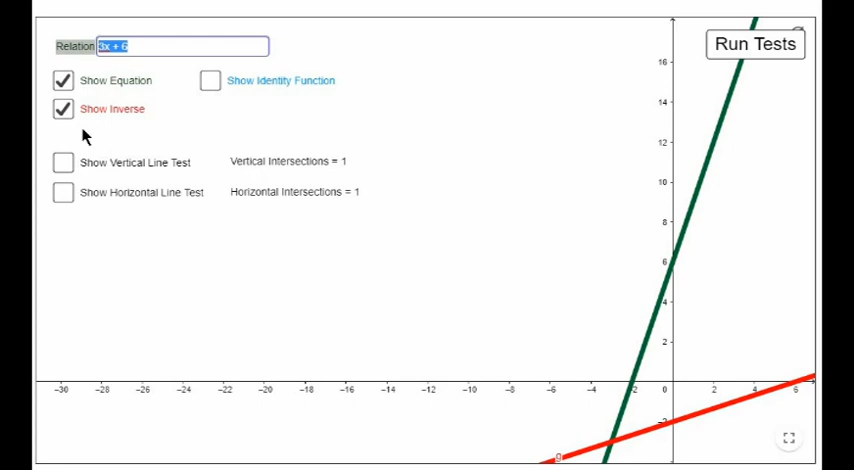 Relation 3x + 6
Run Tests
Show Equation
Show Identity Function
Show Inverse
Show Vertical Line Test
Vertical Intersections = 1
Show Horizontal Line Test
Horizontal Intersections = 1
16
14
12
10
8
6
4
2
-30 -28 -26 -24 -22 -20 -18 -16 -14 -12 -10 -8 -6 -4 -2 0 2 4 6
-2
g